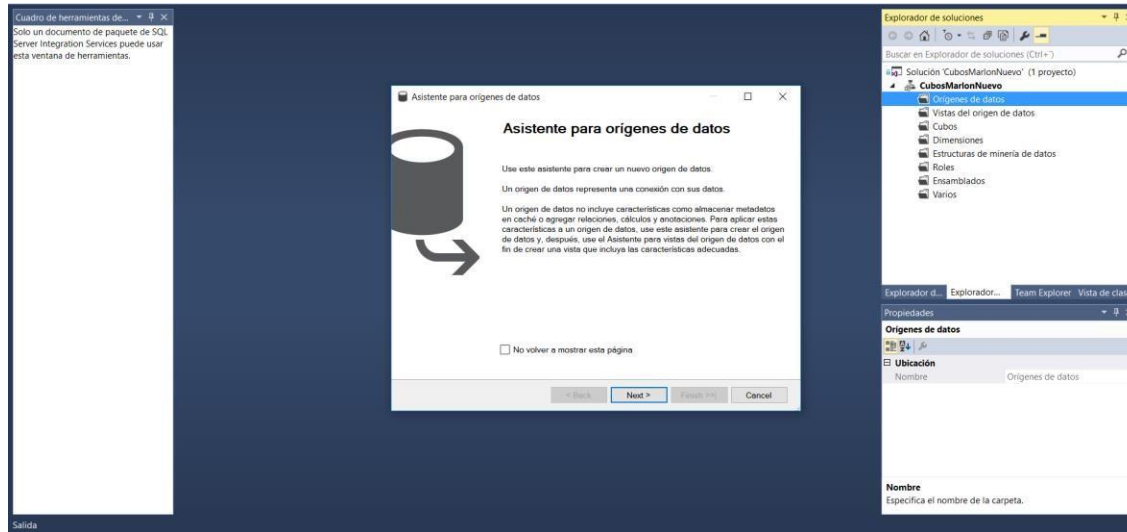 Cuadro de herramientas de...
Solo un documento de paquete de SQL
Server Integration Services puede usar
esta ventana de herramientas.
Asistente para orígenes de datos
Asistente para orígenes de datos
Use este asistente para crear un nuevo origen de datos.
Un origen de datos representa una conexión con sus datos.
Un origen de datos no incluye características como almacenar metadatos
en caché o agregar relaciones, cálculos y anotaciones. Para aplicar estas
características a un origen de datos, use este asistente para crear el origen
de datos y, después, use el Asistente para vistas del origen de datos con el
fin de crear una vista que incluya las características adecuadas.
No volver a mostrar esta página
< Back
Next >
Finish >>|
Cancel
Explorador de soluciones
Buscar en Explorador de soluciones (Ctrl+´)
Solución 'CubosMarlonNuevo' (1 proyecto)
CubosMarlonNuevo
Orígenes de datos
Vistas del origen de datos
Cubos
Dimensiones
Estructuras de minería de datos
Roles
Ensamblados
Varios
Explorador d... Explorador... Team Explorer Vista de clas
Propiedades
Orígenes de datos
Ubicación
Nombre Orígenes de datos
Nombre
Especifica el nombre de la carpeta.
Salida